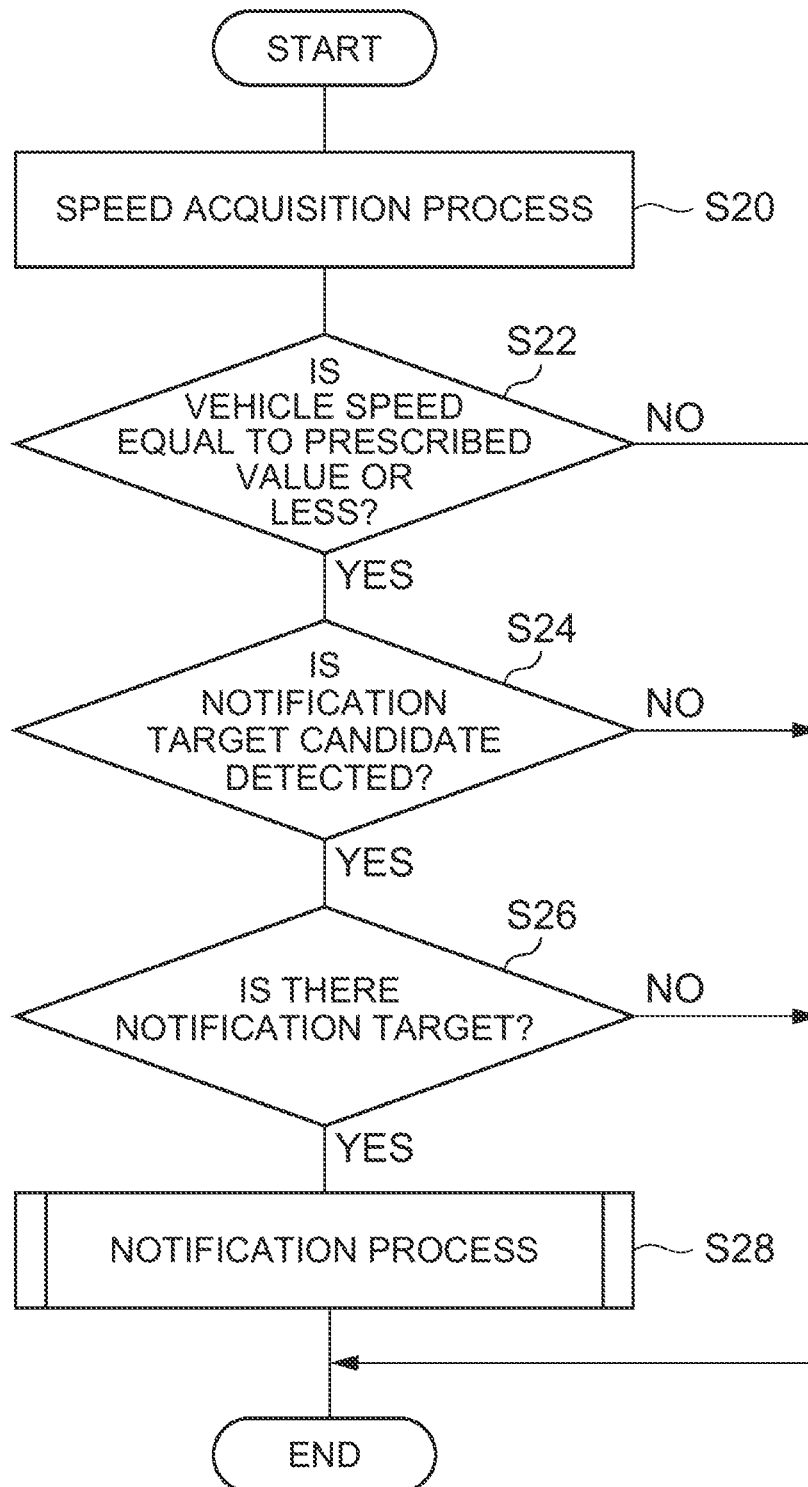 START
SPEED ACQUISITION PROCESS
S20
S22
IS
VEHICLE SPEED
EQUAL TO PRESCRIBED
VALUE OR
LESS?
NO
YES
S24
IS
NOTIFICATION
TARGET CANDIDATE
DETECTED?
NO
YES
S26
IS THERE
NOTIFICATION TARGET?
NO
YES
NOTIFICATION PROCESS
S28
END